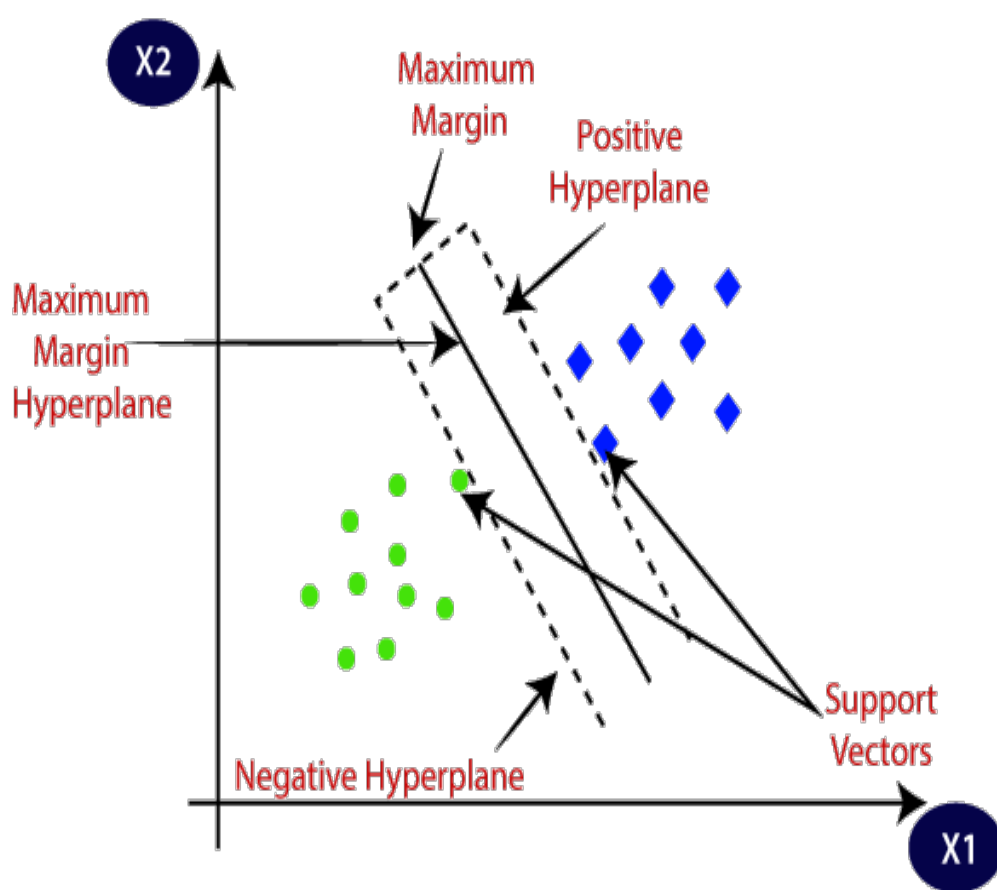 X2
Maximum
Margin
Positive
Hyperplane
Maximum
Margin
Hyperplane
Support
Vectors
Negative Hyperplane
X1